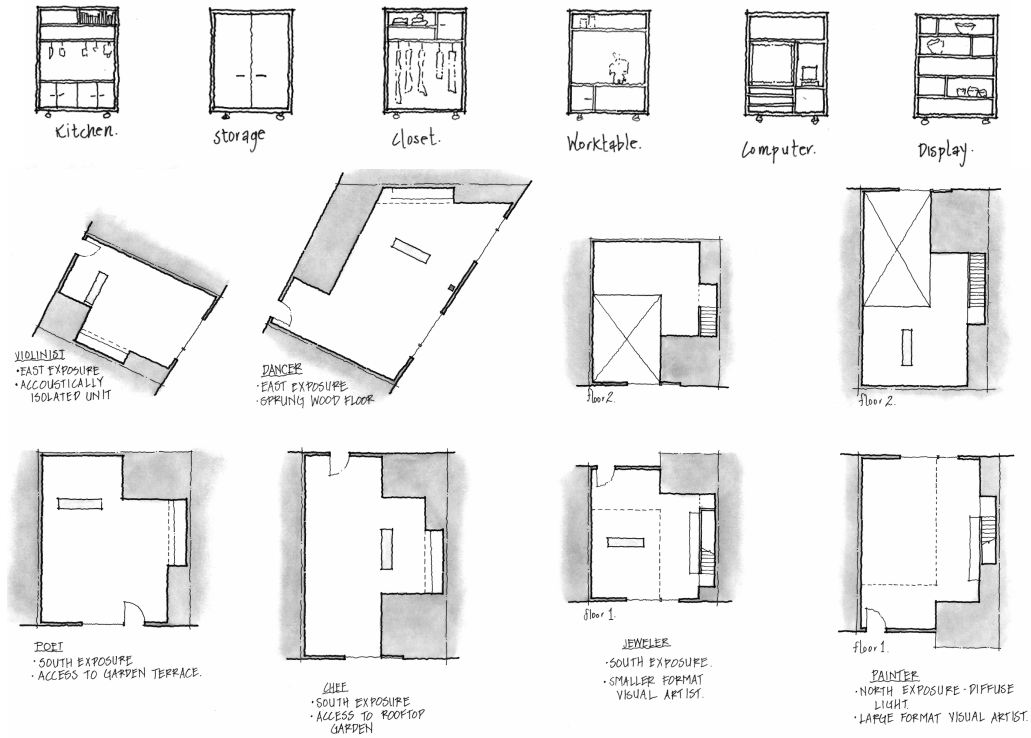 Kitchen.
Storage
Closet.
Worktable.
Computer.
Display.
VIOLINIST
•EAST EXPOSURE
•ACCOUSTICALLY
ISOLATED UNIT
DANCER
·EAST EXPOSURE
·SPRUNG WOOD FLOOR
floor 2.
floor 2.
POET
·SOUTH EXPOSURE
·ACCESS TO GARDEN TERRACE.
CHEF
•SOUTH EXPOSURE
•ACCESS TO ROOFTOP
GARDEN
floor 1.
JEWELER
·SOUTH EXPOSURE.
·SMALLER FORMAT
VISUAL ARTIST.
floor 1.
PAINTER
•NORTH EXPOSURE-DIFFUSE
LIGHT.
•LARGE FORMAT VISUAL ARTIST.